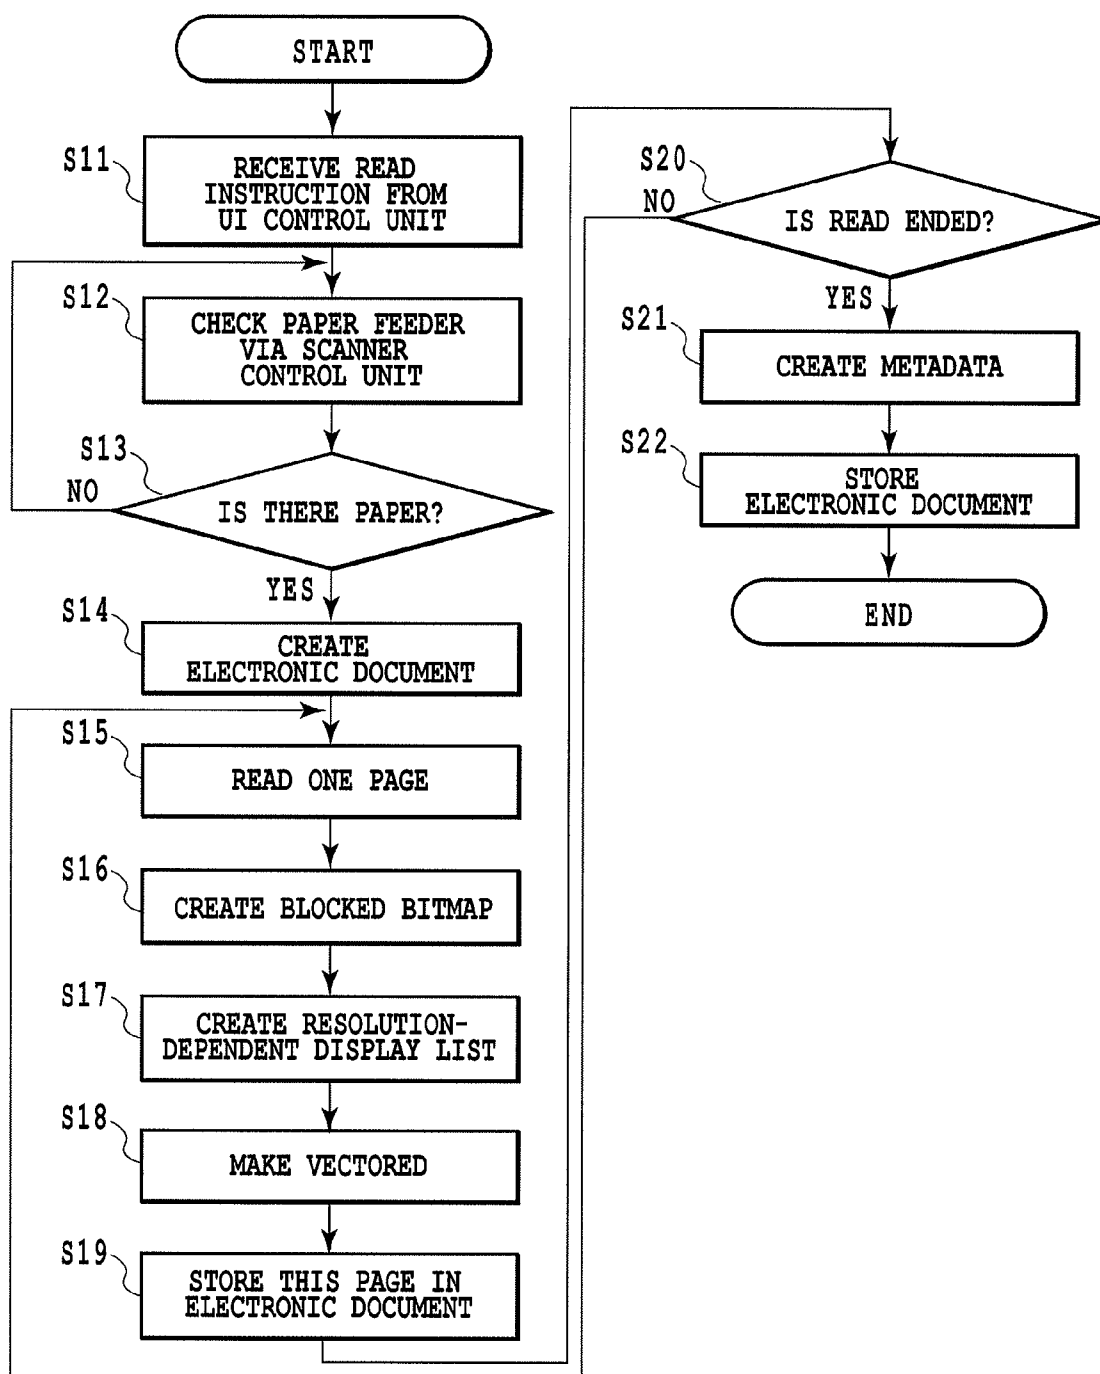 START
S11
RECEIVE READ
INSTRUCTION FROM
UI CONTROL UNIT
S12
CHECK PAPER FEEDER
VIA SCANNER
CONTROL UNIT
S13
NO
IS THERE PAPER?
YES
S14
CREATE
ELECTRONIC DOCUMENT
S15
READ ONE PAGE
S16
CREATE BLOCKED BITMAP
S17
CREATE RESOLUTION-
DEPENDENT DISPLAY LIST
S18
MAKE VECTORED
S19
STORE THIS PAGE IN
ELECTRONIC DOCUMENT
S20
NO
IS READ ENDED?
YES
S21
CREATE METADATA
S22
STORE
ELECTRONIC DOCUMENT
END